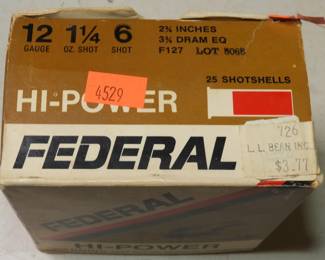 12 1¼ 6 2¾ INCHES
GAUGE OZ. SHOT SHOT 3¾ DRAM EQ
F127 LOT 806B
4529
25 SHOTSHELLS
HI-POWER
FEDERAL
726
L.L. BEAN INC
$3.77
FEDERAL
HI-POWER